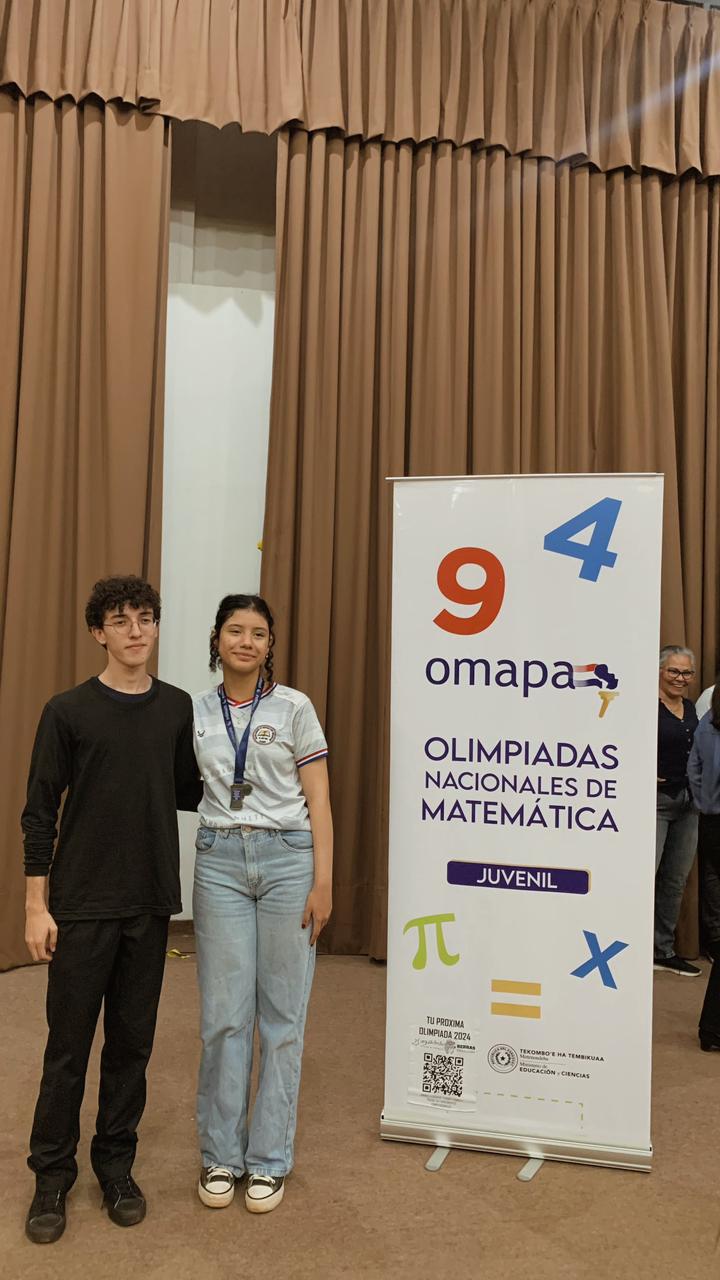 4
9
omapa
OLIMPIADAS
NACIONALES DE
MATEMÁTICA
JUVENIL
π
x
=
TU PROXIMA
OLIMPIADA 2024
TEKOMBO'E HA TEMBIKUAA
Motenondeha
Ministerio de
EDUCACIÓN y CIENCIAS